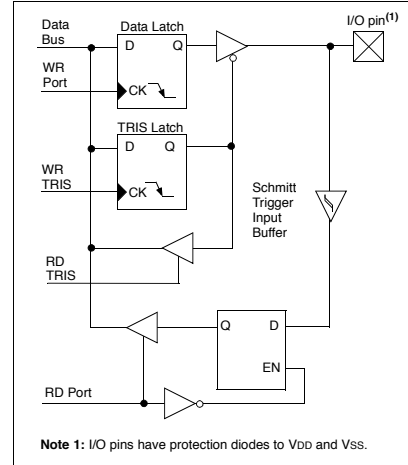 Data
Bus
Data Latch
I/O pin(1)
D
Q
WR
Port
CK
TRIS Latch
D
Q
WR
TRIS
CK
Schmitt
Trigger
Input
Buffer
RD
TRIS
Q
D
EN
RD Port
Note 1: I/O pins have protection diodes to VDD and VSS.